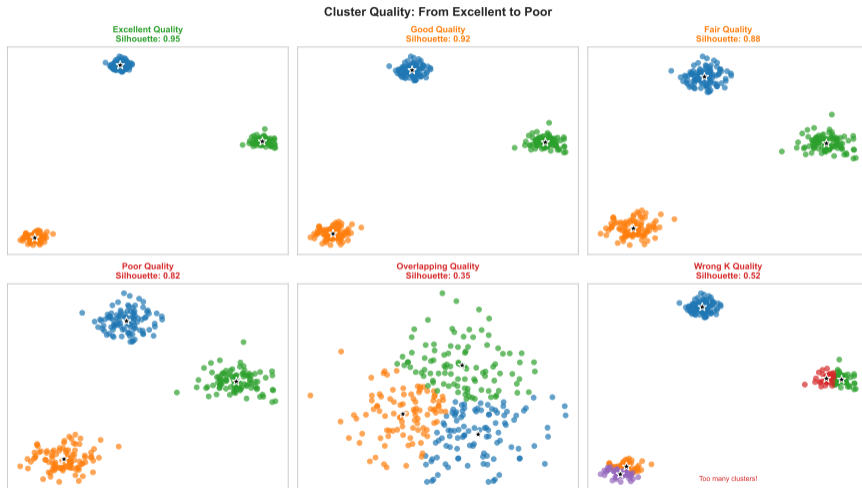 Cluster Quality: From Excellent to Poor
Excellent Quality
Silhouette: 0.95
Good Quality
Silhouette: 0.92
Fair Quality
Silhouette: 0.88
Poor Quality
Silhouette: 0.82
Overlapping Quality
Silhouette: 0.35
Wrong K Quality
Silhouette: 0.52
Too many clusters!